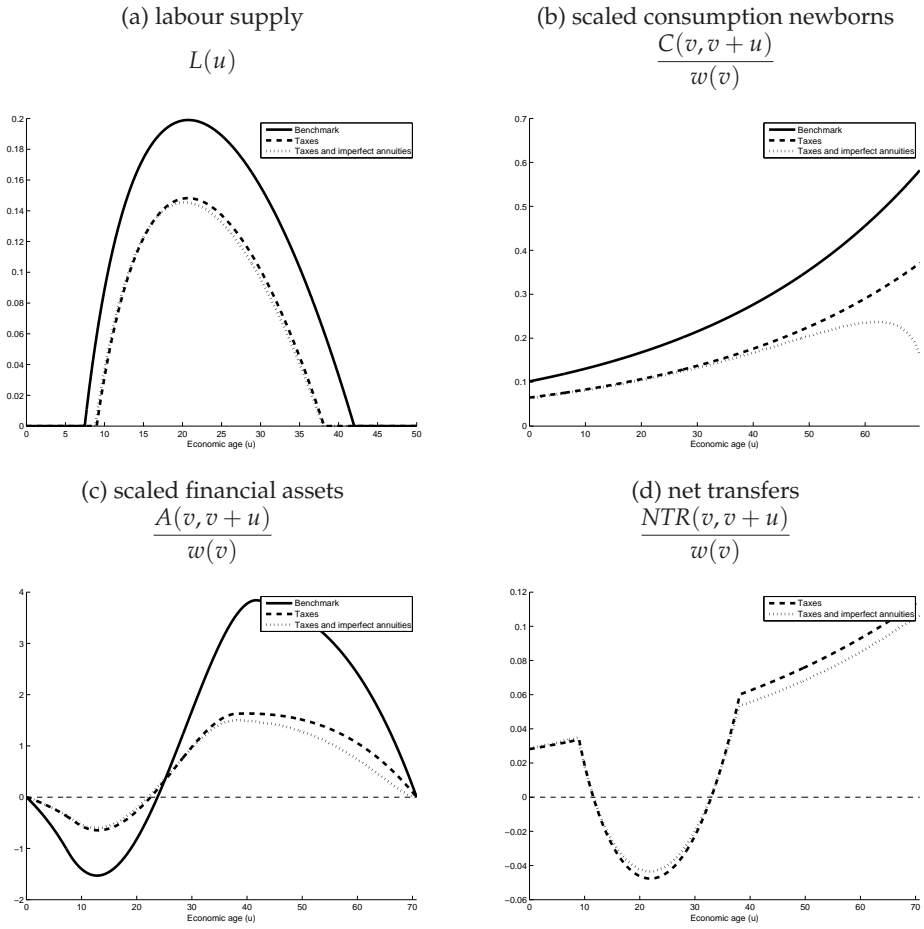 (a) labour supply
L(u)
0.2
0.18
0.16
0.14
0.12
0.1
0.08
0.06
0.04
0.02
0
0 5 10 15 20 25 30 35 40 45 50
Economic age (u)
Benchmark
Taxes
Taxes and imperfect annuities
(b) scaled consumption newborns
C(v, v + u)
w(v)
0.7
0.6
0.5
0.4
0.3
0.2
0.1
0
0 10 20 30 40 50 60
Economic age (u)
Benchmark
Taxes
Taxes and imperfect annuities
(c) scaled financial assets
A(v, v + u)
w(v)
4
3
2
1
0
−1
−2
0 10 20 30 40 50 60 70
Economic age (u)
Benchmark
Taxes
Taxes and imperfect annuities
(d) net transfers
NTR(v, v + u)
w(v)
0.12
0.1
0.08
0.06
0.04
0.02
0
−0.02
−0.04
−0.06
0 10 20 30 40 50 60 70
Economic age (u)
Taxes
Taxes and imperfect annuities